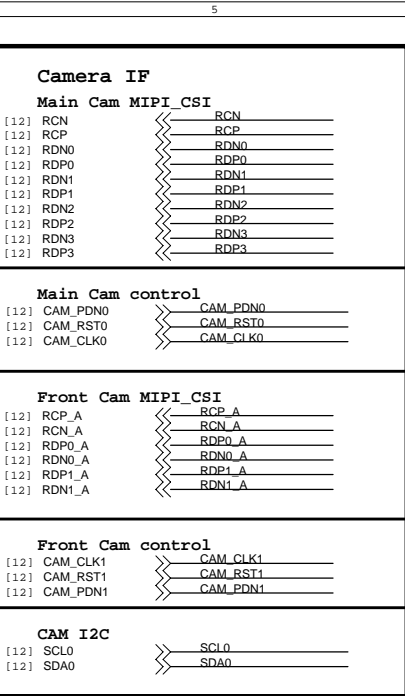 5
Camera IF
Main Cam MIPI_CSI
[12] RCN RCN
[12] RCP RCP
[12] RDN0 RDN0
[12] RDP0 RDP0
[12] RDN1 RDN1
[12] RDP1 RDP1
[12] RDN2 RDN2
[12] RDP2 RDP2
[12] RDN3 RDN3
[12] RDP3 RDP3
Main Cam control
[12] CAM_PDN0 CAM_PDN0
[12] CAM_RST0 CAM_RST0
[12] CAM_CLK0 CAM_CLK0
Front Cam MIPI_CSI
[12] RCP_A RCP_A
[12] RCN_A RCN_A
[12] RDP0_A RDP0_A
[12] RDN0_A RDN0_A
[12] RDP1_A RDP1_A
[12] RDN1_A RDN1_A
Front Cam control
[12] CAM_CLK1 CAM_CLK1
[12] CAM_RST1 CAM_RST1
[12] CAM_PDN1 CAM_PDN1
CAM I2C
[12] SCL0 SCL0
[12] SDA0 SDA0